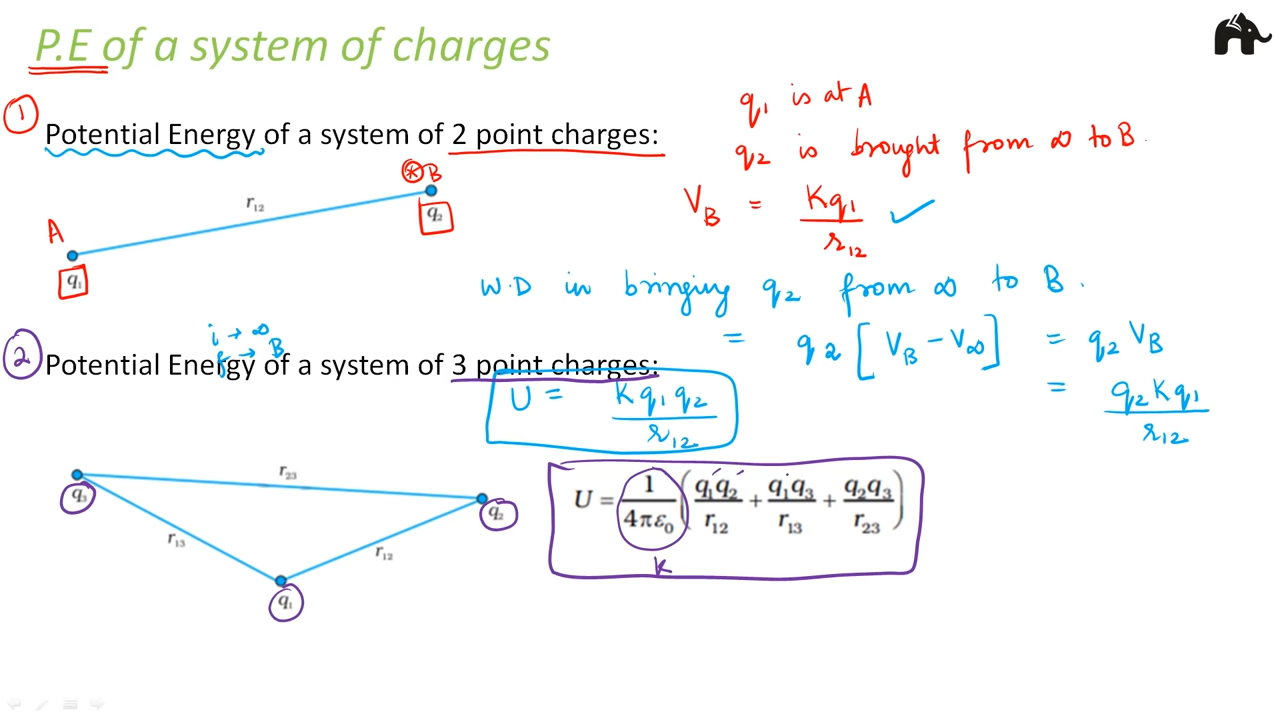 P.E of a system of charges
1
Potential Energy of a system of 2 point charges:
q1 is at A
q2 is brought from ∞ to B.
A
q1
r12
B
q2
VB = Kq1/r12
W.D in bringing q2 from ∞ to B.
= q2 [VB - V∞] = q2 VB
= q2 K q1/r12
i → ∞
f → B
2
Potential Energy of a system of 3 point charges:
U = K q1 q2/r12
q3
r23
q2
r13
r12
q1
U = 1/4πε0 (q1q2/r12 + q1q3/r13 + q2q3/r23)
K